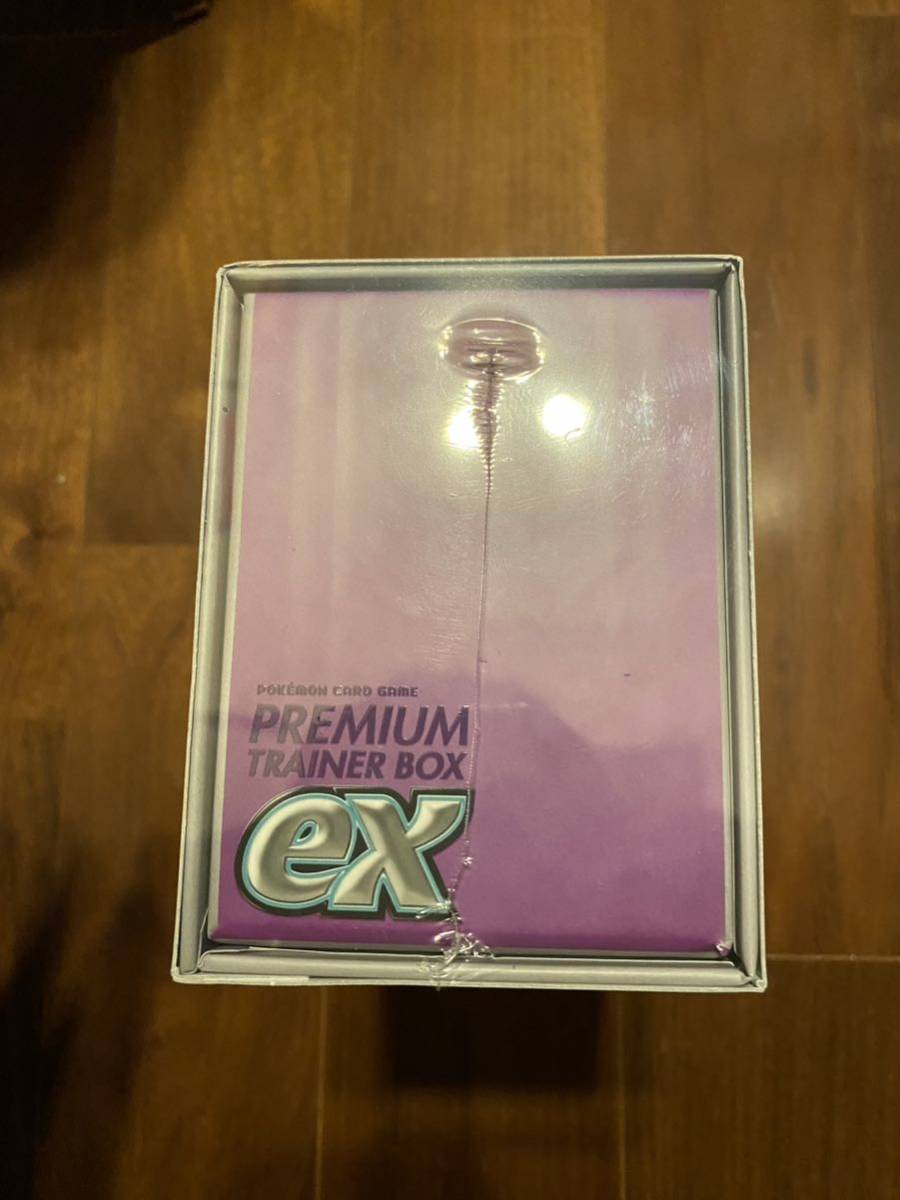 POKÉMON CARD GAME
PREMIUM
TRAINER BOX
ex